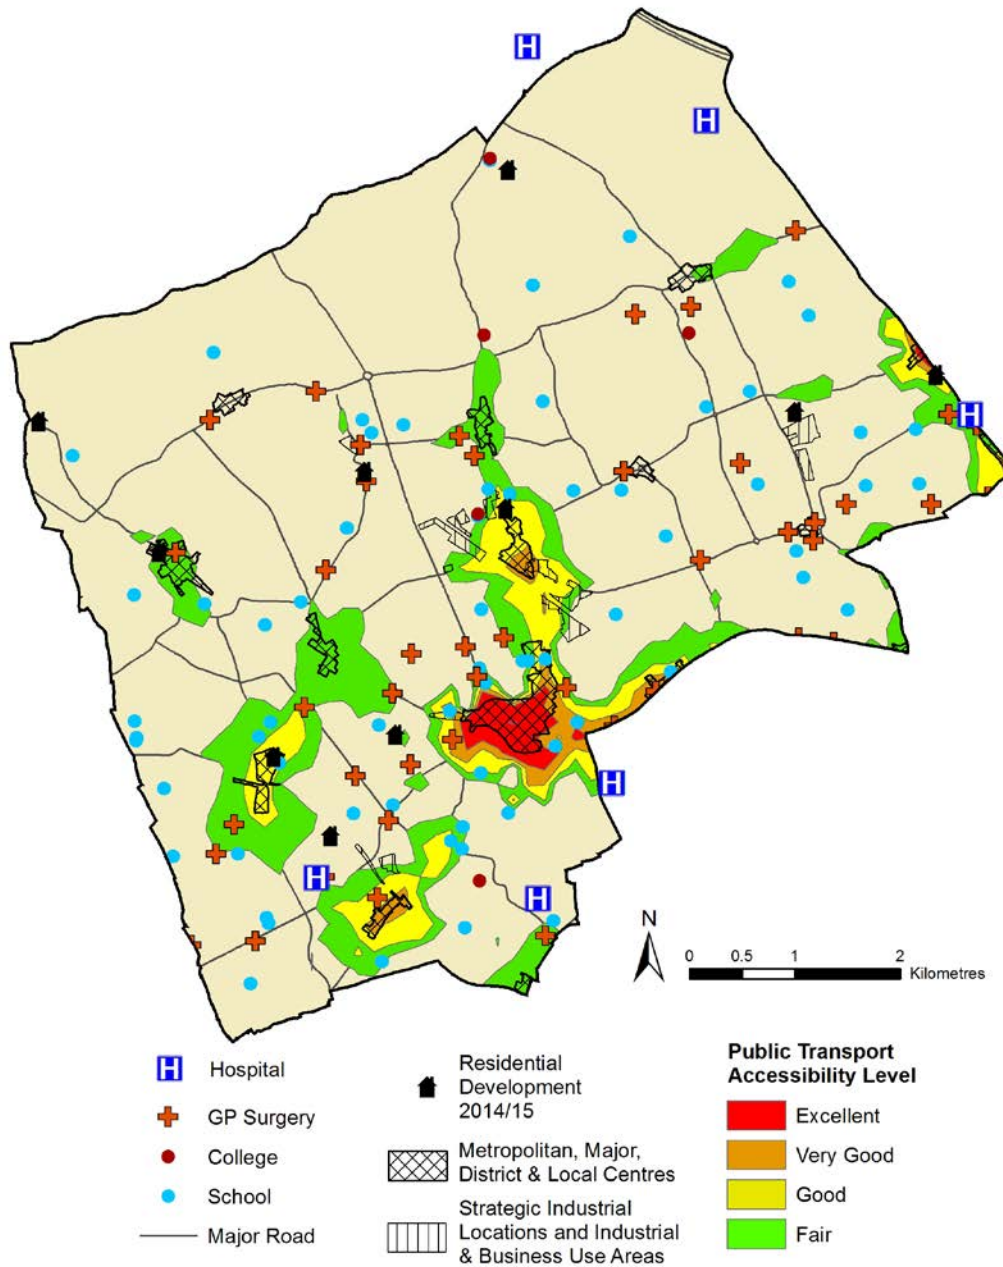 H
H
H
H
H
H
N
0 0.5 1 2
Kilometres
H Hospital
GP Surgery
College
School
Major Road
Residential
Development
2014/15
Metropolitan, Major,
District & Local Centres
Strategic Industrial
Locations and Industrial
& Business Use Areas
Public Transport
Accessibility Level
Excellent
Very Good
Good
Fair